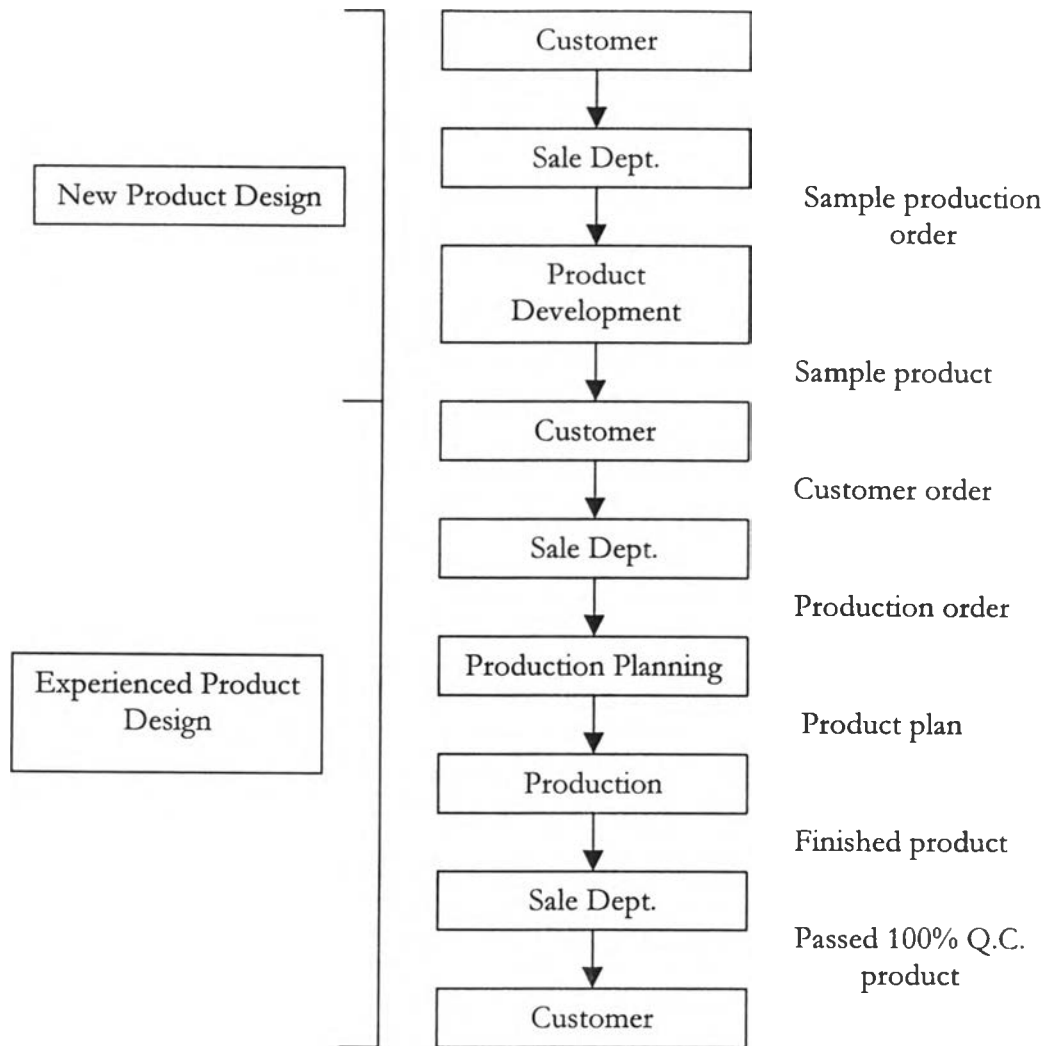 Customer
Sale Dept.
New Product Design
Sample production
order
Product
Development
Sample product
Customer
Customer order
Sale Dept.
Production order
Production Planning
Experienced Product
Design
Product plan
Production
Finished product
Sale Dept.
Passed 100% Q.C.
product
Customer